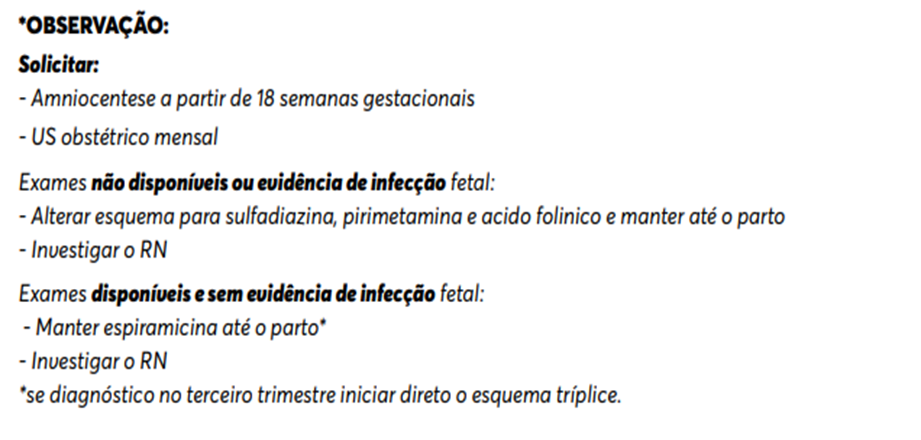 *OBSERVAÇÃO:
Solicitar:
- Amniocentese a partir de 18 semanas gestacionais
- US obstétrico mensal
Exames não disponíveis ou evidência de infecção fetal:
- Alterar esquema para sulfadiazina, pirimetamina e acido folinico e manter até o parto
- Investigar o RN
Exames disponíveis e sem evidência de infecção fetal:
- Manter espiramicina até o parto*
- Investigar o RN
*se diagnóstico no terceiro trimestre iniciar direto o esquema tríplice.